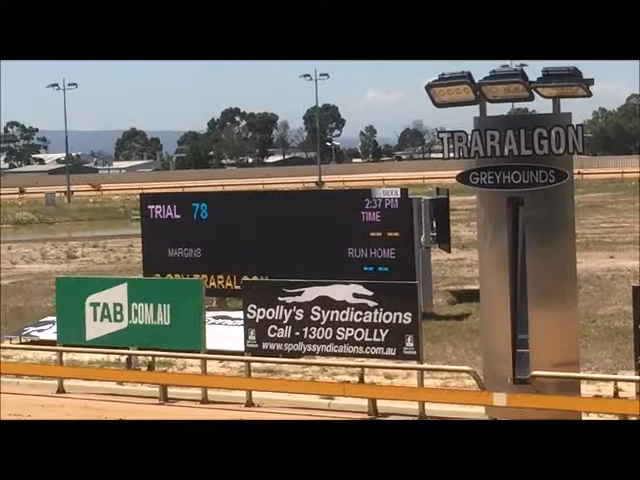 TRARALGON
GREYHOUNDS
TRIAL 78
2:37 PM
TIME
MARGINS
RUN HOME
TAB.COM.AU
Spolly's Syndications
Call - 1300 SPOLLY
www.spollyssyndications.com.au